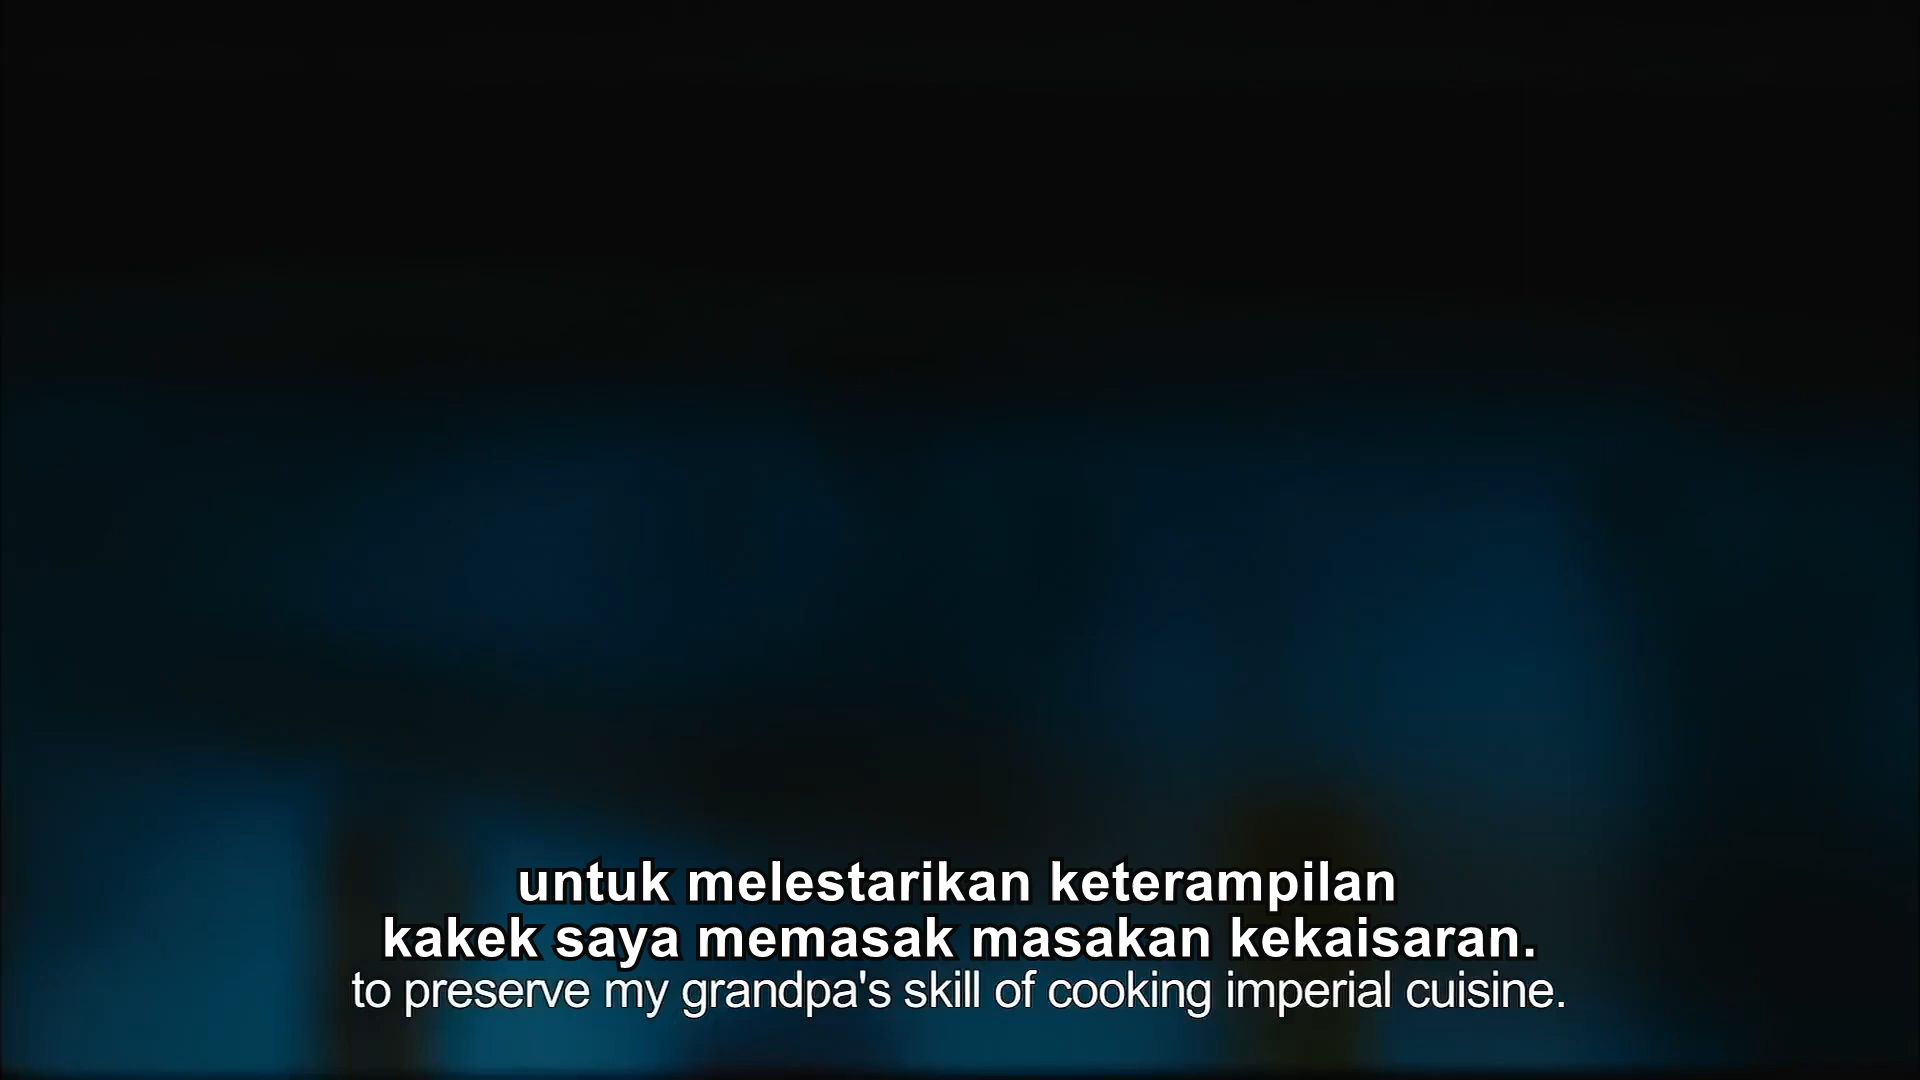 untuk melestarikan keterampilan
kakek saya memasak masakan kekaisaran.
to preserve my grandpa's skill of cooking imperial cuisine.